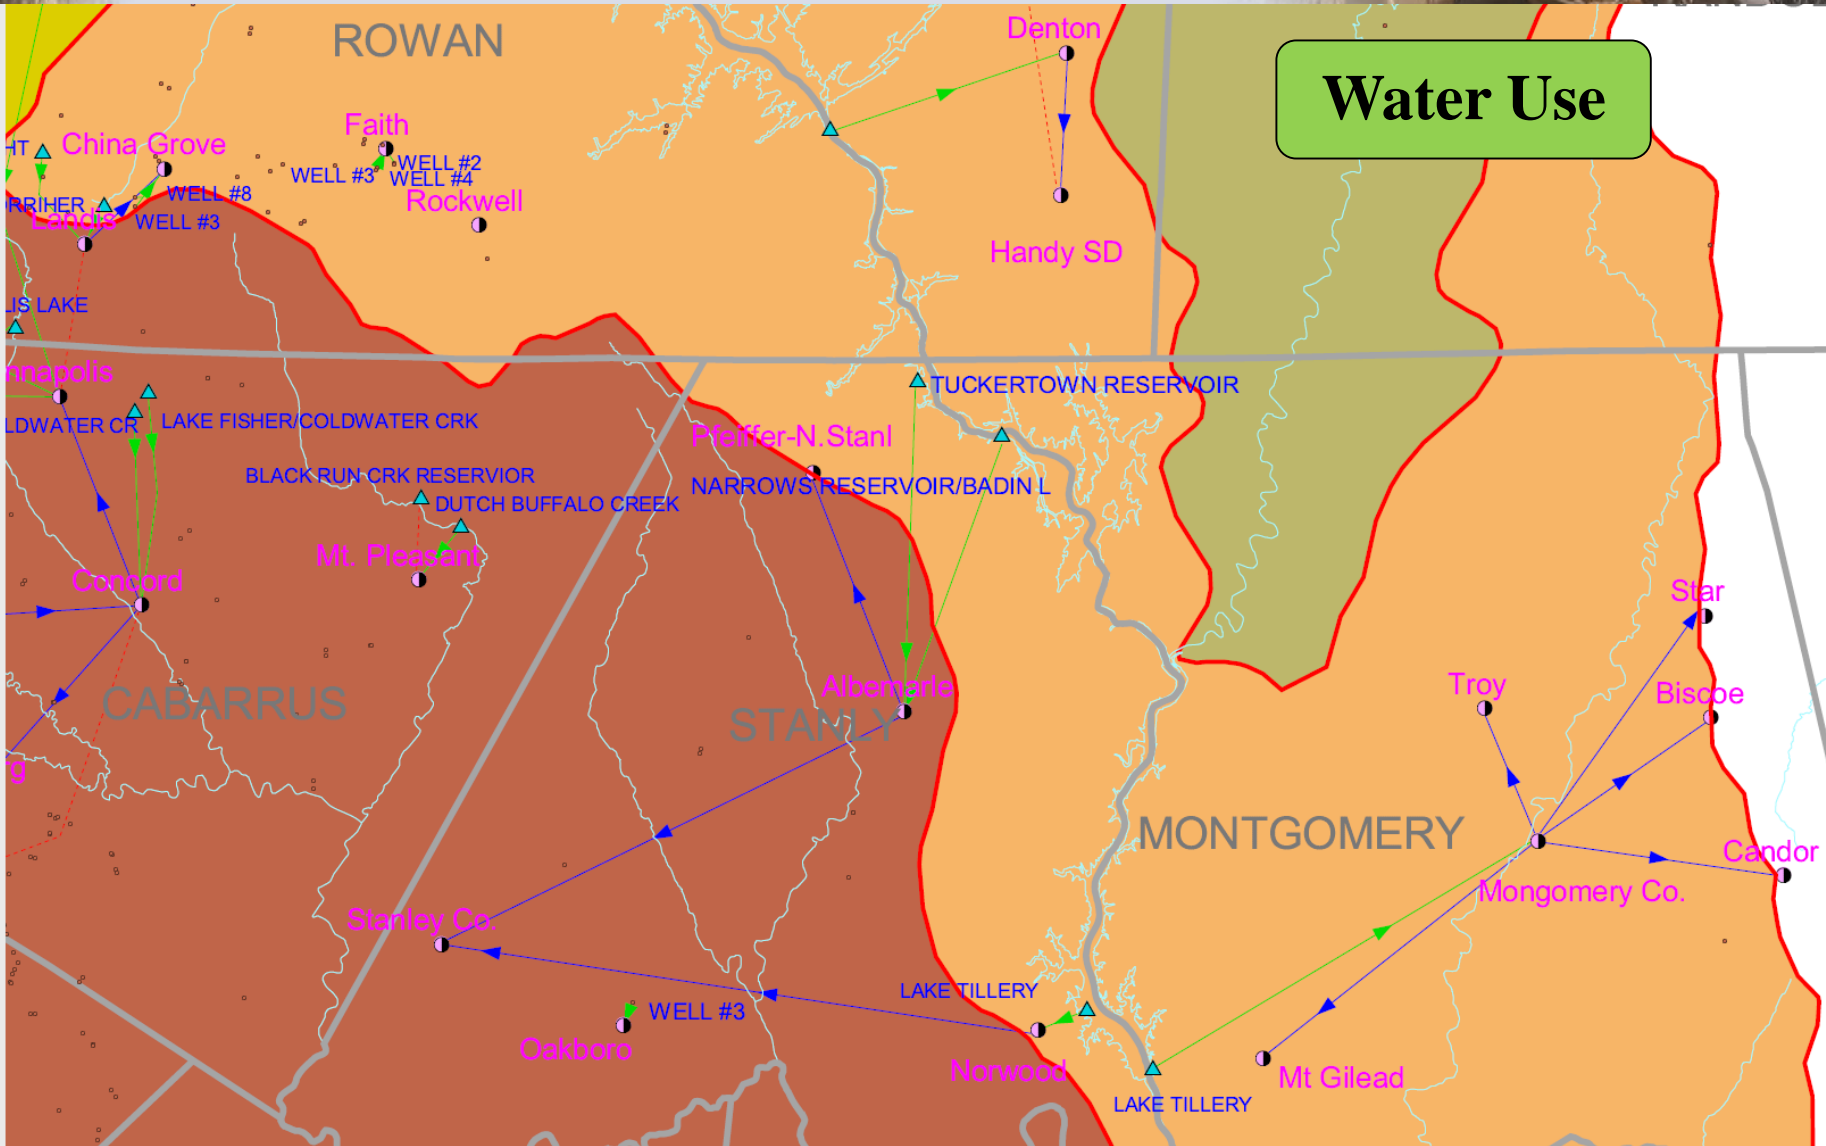 ROWAN
Denton
Water Use
Faith
China Grove
HT
WELL #2
WELL #3
WELL #4
WELL #8
Rockwell
RRIHER
Landis
WELL #3
Handy SD
LIS LAKE
nnapolis
TUCKERTOWN RESERVOIR
LDWATER CR
LAKE FISHER/COLDWATER CRK
Pfeiffer-N.Stanl
BLACK RUN CRK RESERVIOR
NARROWS RESERVOIR/BADIN L
DUTCH BUFFALO CREEK
Mt. Pleasant
Concord
Star
Albemarle
Troy
Biscoe
CABARRUS
STANLY
rg
MONTGOMERY
Candor
Mongomery Co.
Stanley Co.
LAKE TILLERY
WELL #3
Oakboro
Norwood
Mt Gilead
LAKE TILLERY